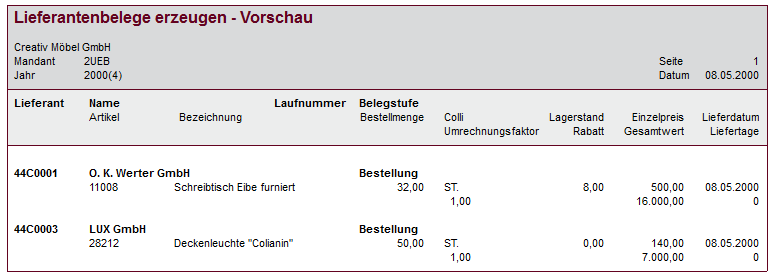 Lieferantenbelege erzeugen - Vorschau
Creativ Möbel GmbH
Mandant 2UEB Seite 1
Jahr 2000(4) Datum 08.05.2000
Lieferant Name Laufnummer Belegstufe
Artikel Bezeichnung Bestellmenge Colli Lagerstand Einzelpreis Lieferdatum
Umrechnungsfaktor Rabatt Gesamtwert Liefertage
44C0001 O. K. Werter GmbH Bestellung
11008 Schreibtisch Eibe furniert 32,00 ST. 8,00 500,00 08.05.2000
1,00 16.000,00 0
44C0003 LUX GmbH Bestellung
28212 Deckenleuchte "Colianin" 50,00 ST. 0,00 140,00 08.05.2000
1,00 7.000,00 0